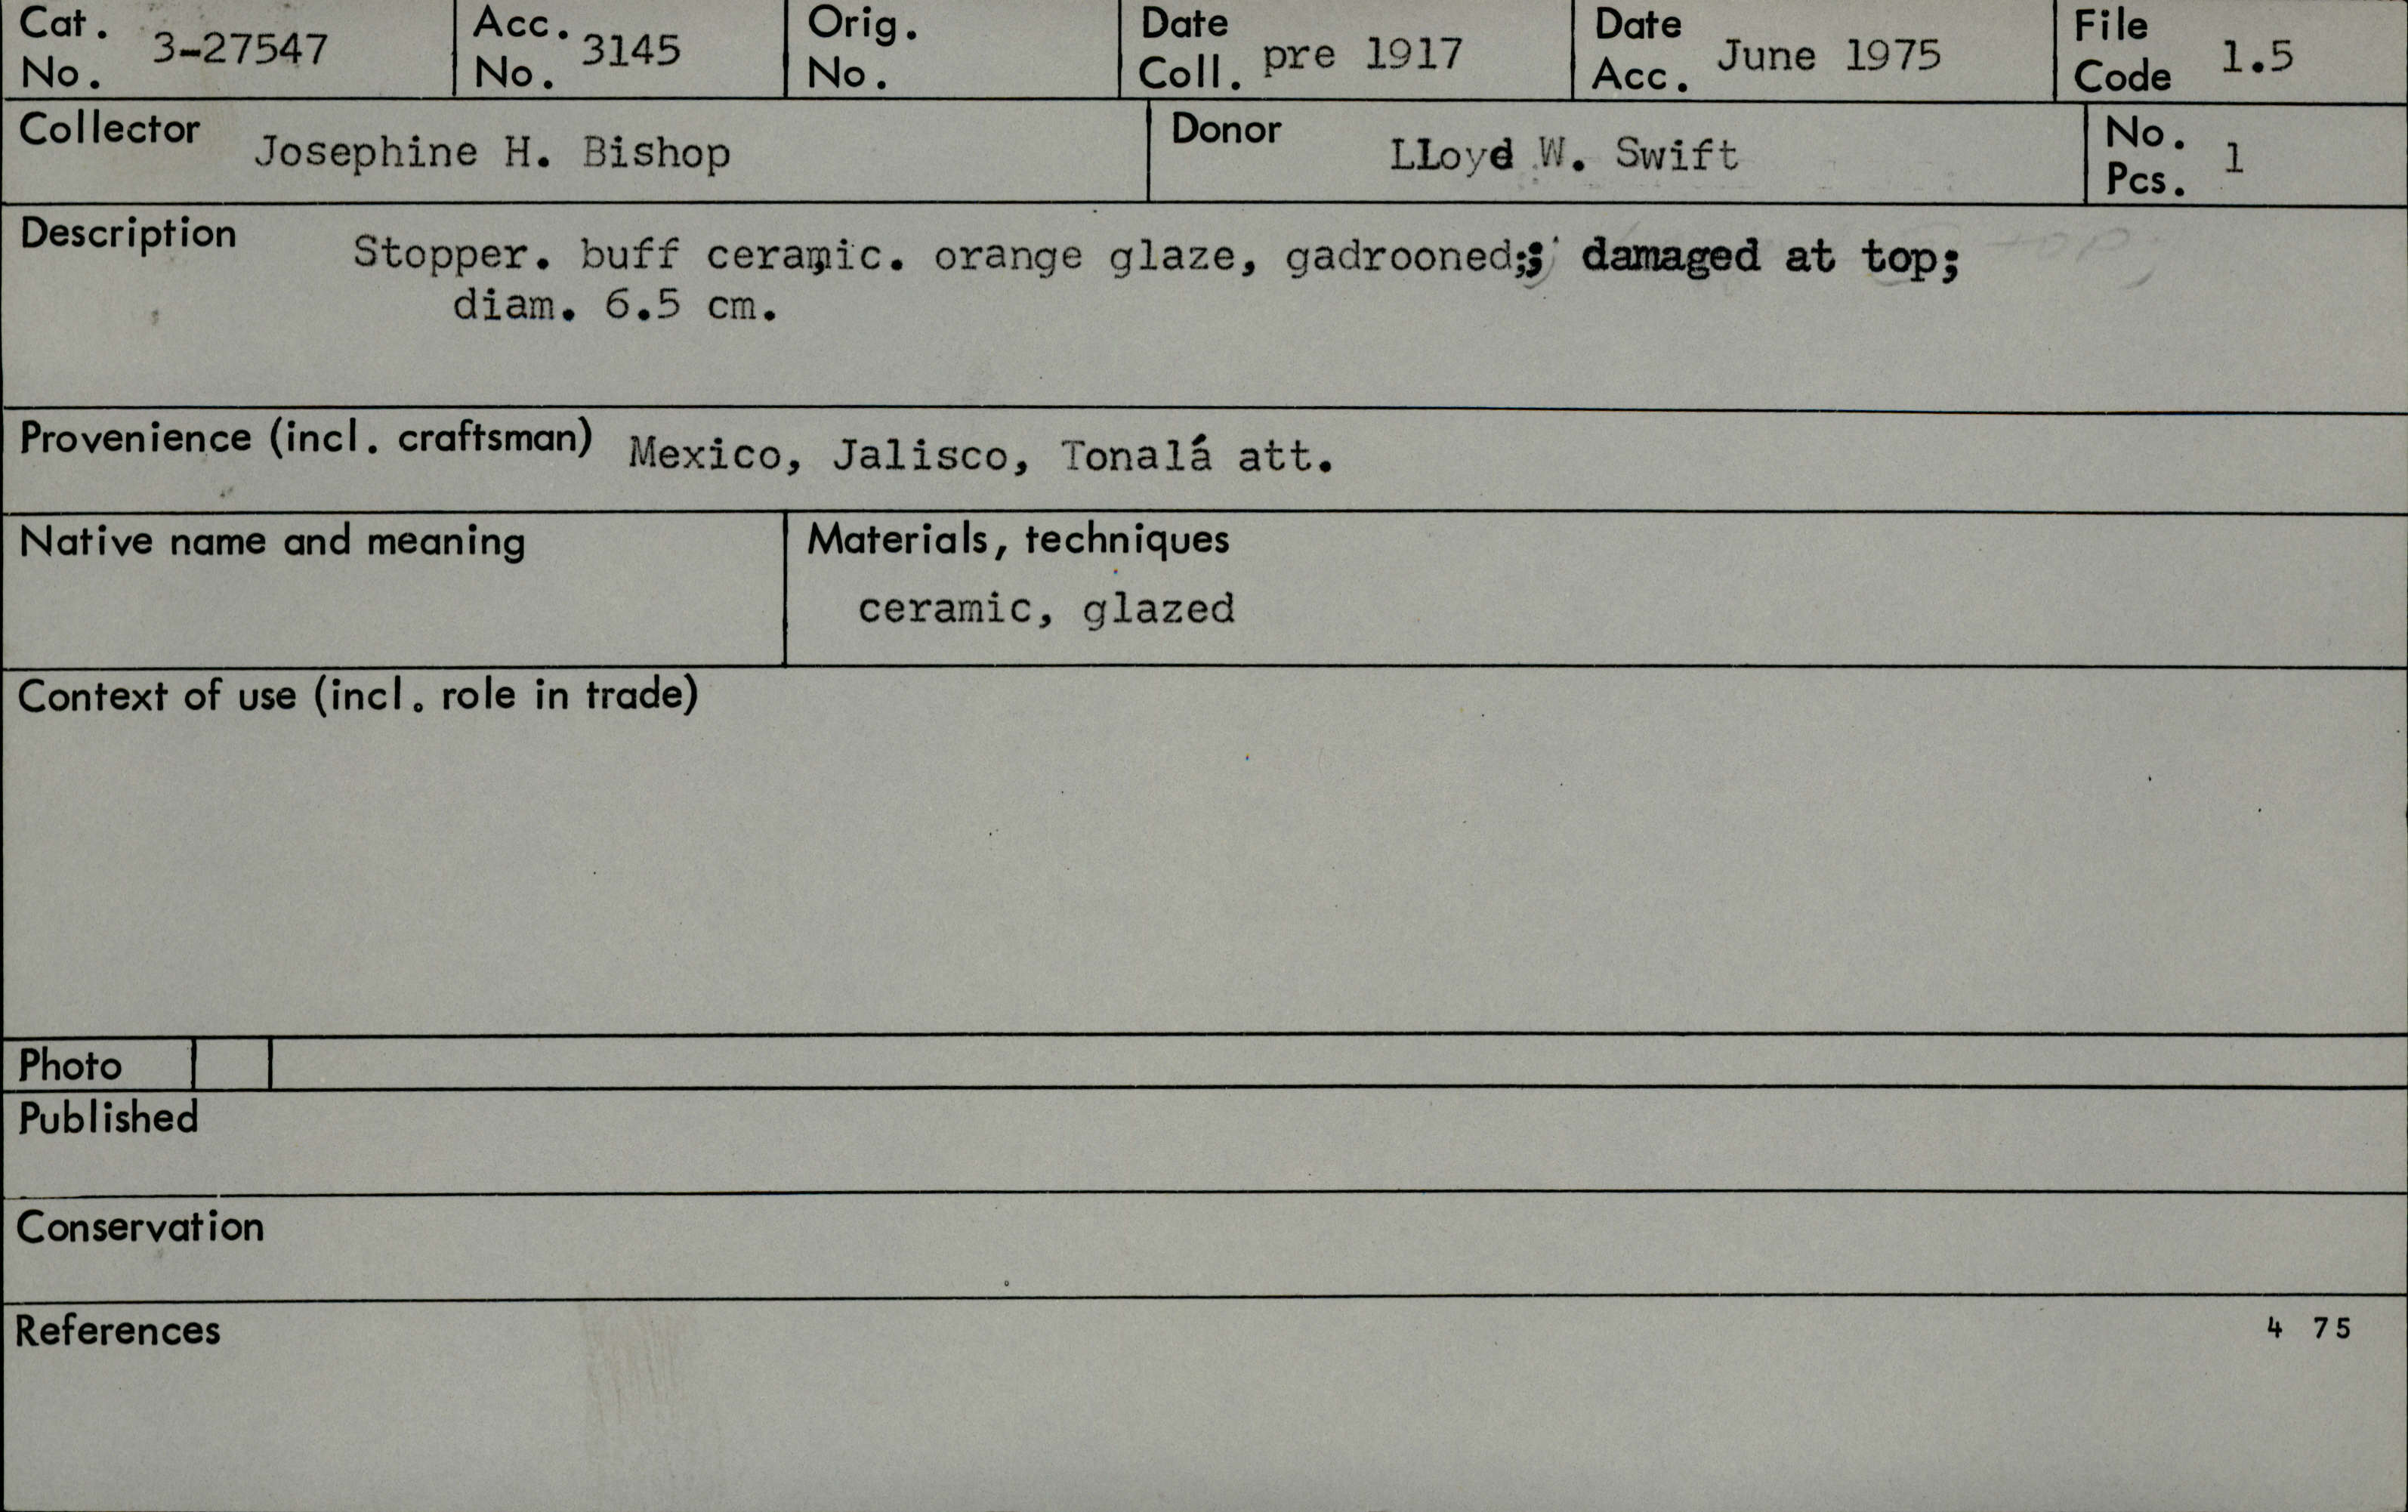 Cat. No. 3-27547 Acc. No. 3145 Orig. No. Date Coll. pre 1917 Date Acc. June 1975 File Code 1.5
Collector Josephine H. Bishop Donor LLoyd W. Swift No. Pcs. 1
Description Stopper. buff ceramic. orange glaze, gadrooned;; damaged at top;
diam. 6.5 cm.
Provenience (incl. craftsman) Mexico, Jalisco, Tonalá att.
Native name and meaning Materials, techniques
ceramic, glazed
Context of use (incl. role in trade)
Photo
Published
Conservation
References 4 75